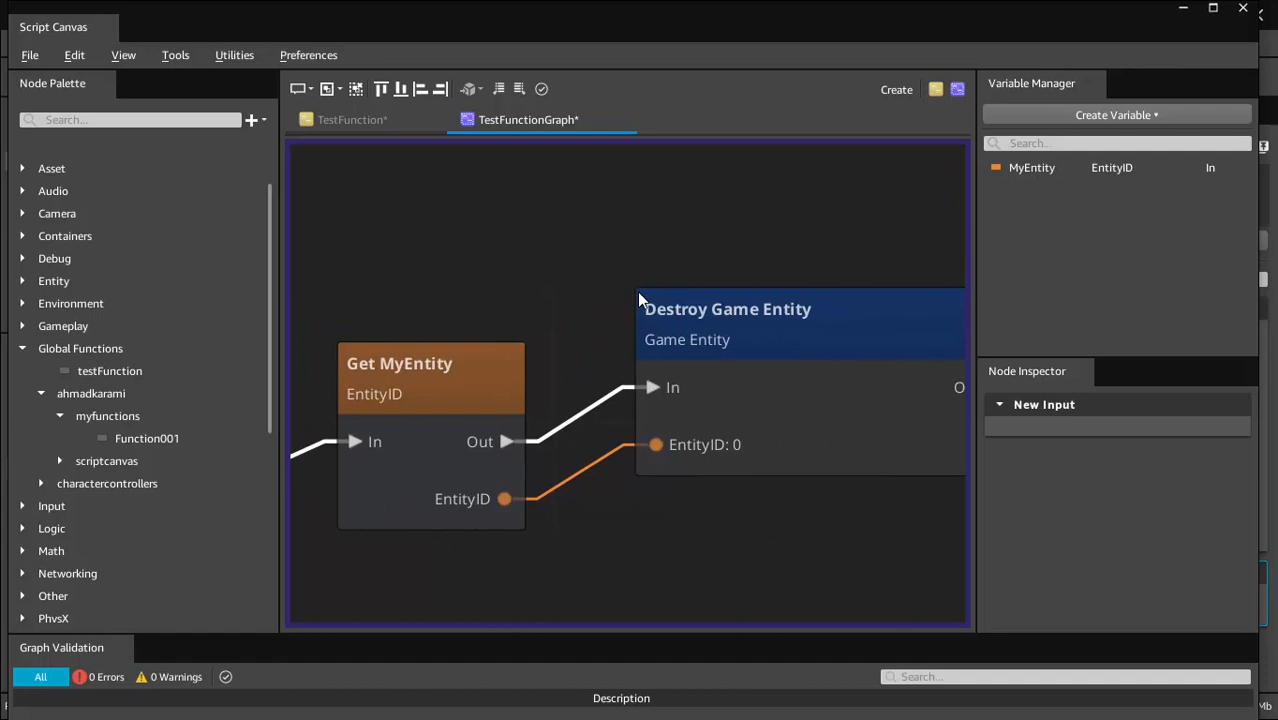 Script Canvas
File Edit View Tools Utilities Preferences
Node Palette
Search...
Asset
Audio
Camera
Containers
Debug
Entity
Environment
Gameplay
Global Functions
testFunction
ahmadkarami
myfunctions
Function001
scriptcanvas
charactercontrollers
Input
Logic
Math
Networking
Other
PhysX
Create
TestFunction* TestFunctionGraph*
Get MyEntity
EntityID
In Out
EntityID
Destroy Game Entity
Game Entity
In O
EntityID: 0
Variable Manager
Create Variable
Search...
MyEntity EntityID In
Node Inspector
New Input
Graph Validation
All 0 Errors 0 Warnings Search...
Description
Mb